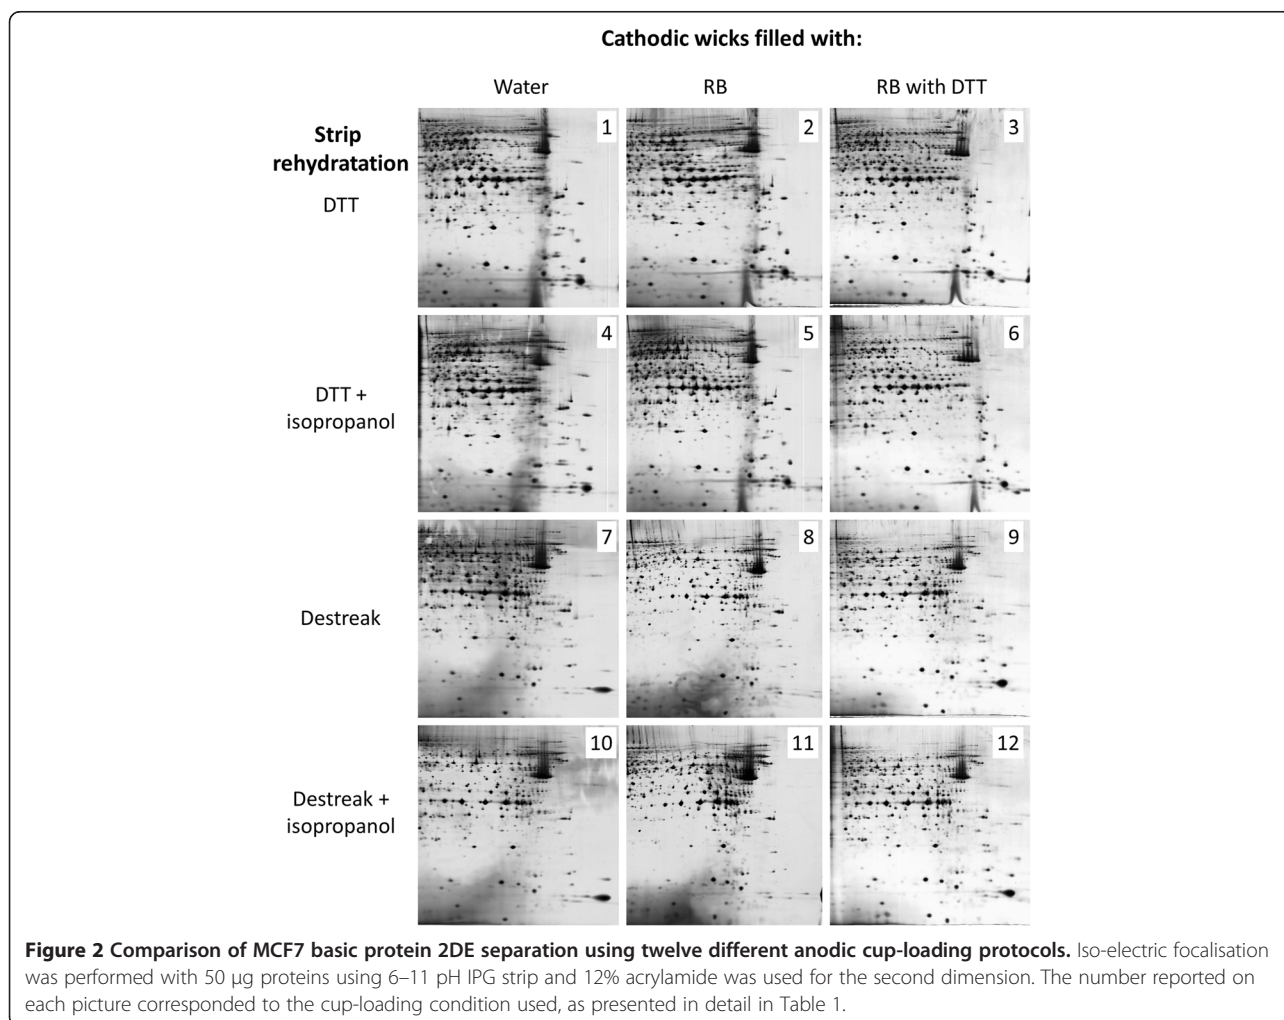 Cathodic wicks filled with:
Water RB RB with DTT
Strip
rehydratation
DTT
1 2 3
DTT +
isopropanol
4 5 6
Destreak
7 8 9
Destreak +
isopropanol
10 11 12
Figure 2 Comparison of MCF7 basic protein 2DE separation using twelve different anodic cup-loading protocols. Iso-electric focalisation
was performed with 50 μg proteins using 6–11 pH IPG strip and 12% acrylamide was used for the second dimension. The number reported on
each picture corresponded to the cup-loading condition used, as presented in detail in Table 1.